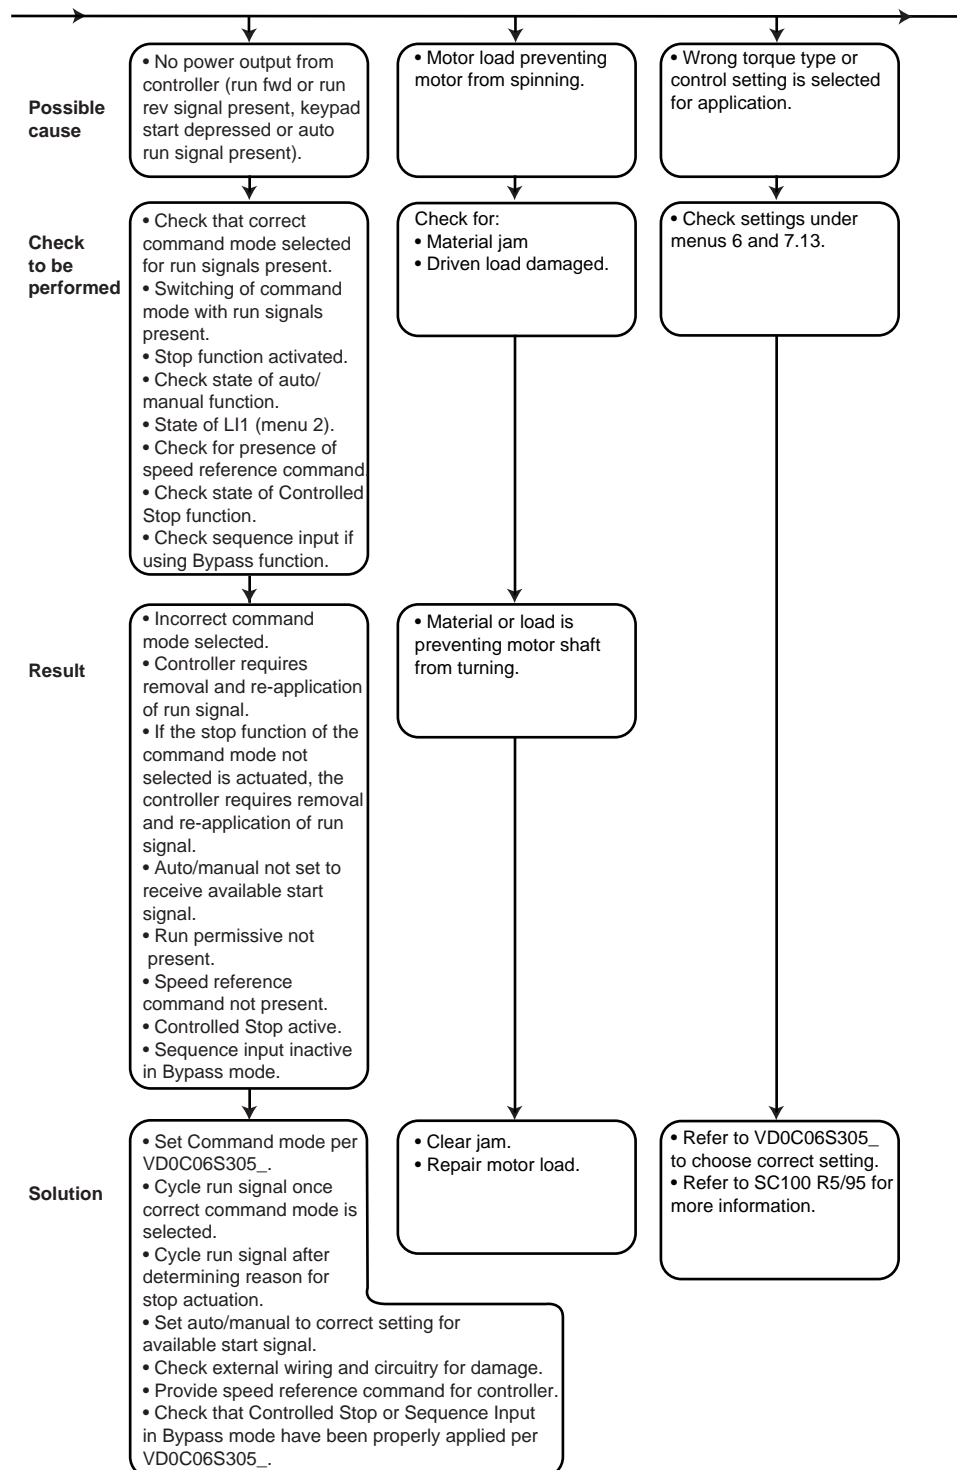 Possible
cause
• No power output from
controller (run fwd or run
rev signal present, keypad
start depressed or auto
run signal present).
• Motor load preventing
motor from spinning.
• Wrong torque type or
control setting is selected
for application.
Check
to be
performed
• Check that correct
command mode selected
for run signals present.
• Switching of command
mode with run signals
present.
• Stop function activated.
• Check state of auto/
manual function.
• State of LI1 (menu 2).
• Check for presence of
speed reference command.
• Check state of Controlled
Stop function.
• Check sequence input if
using Bypass function.
Check for:
• Material jam
• Driven load damaged.
• Check settings under
menus 6 and 7.13.
Result
• Incorrect command
mode selected.
• Controller requires
removal and re-application
of run signal.
• If the stop function of the
command mode not
selected is actuated, the
controller requires removal
and re-application of run
signal.
• Auto/manual not set to
receive available start
signal.
• Run permissive not
present.
• Speed reference
command not present.
• Controlled Stop active.
• Sequence input inactive
in Bypass mode.
• Material or load is
preventing motor shaft
from turning.
Solution
• Set Command mode per
VD0C06S305_.
• Cycle run signal once
correct command mode is
selected.
• Cycle run signal after
determining reason for
stop actuation.
• Set auto/manual to correct setting for
available start signal.
• Check external wiring and circuitry for damage.
• Provide speed reference command for controller.
• Check that Controlled Stop or Sequence Input
in Bypass mode have been properly applied per
VD0C06S305_.
• Clear jam.
• Repair motor load.
• Refer to VD0C06S305_
to choose correct setting.
• Refer to SC100 R5/95 for
more information.